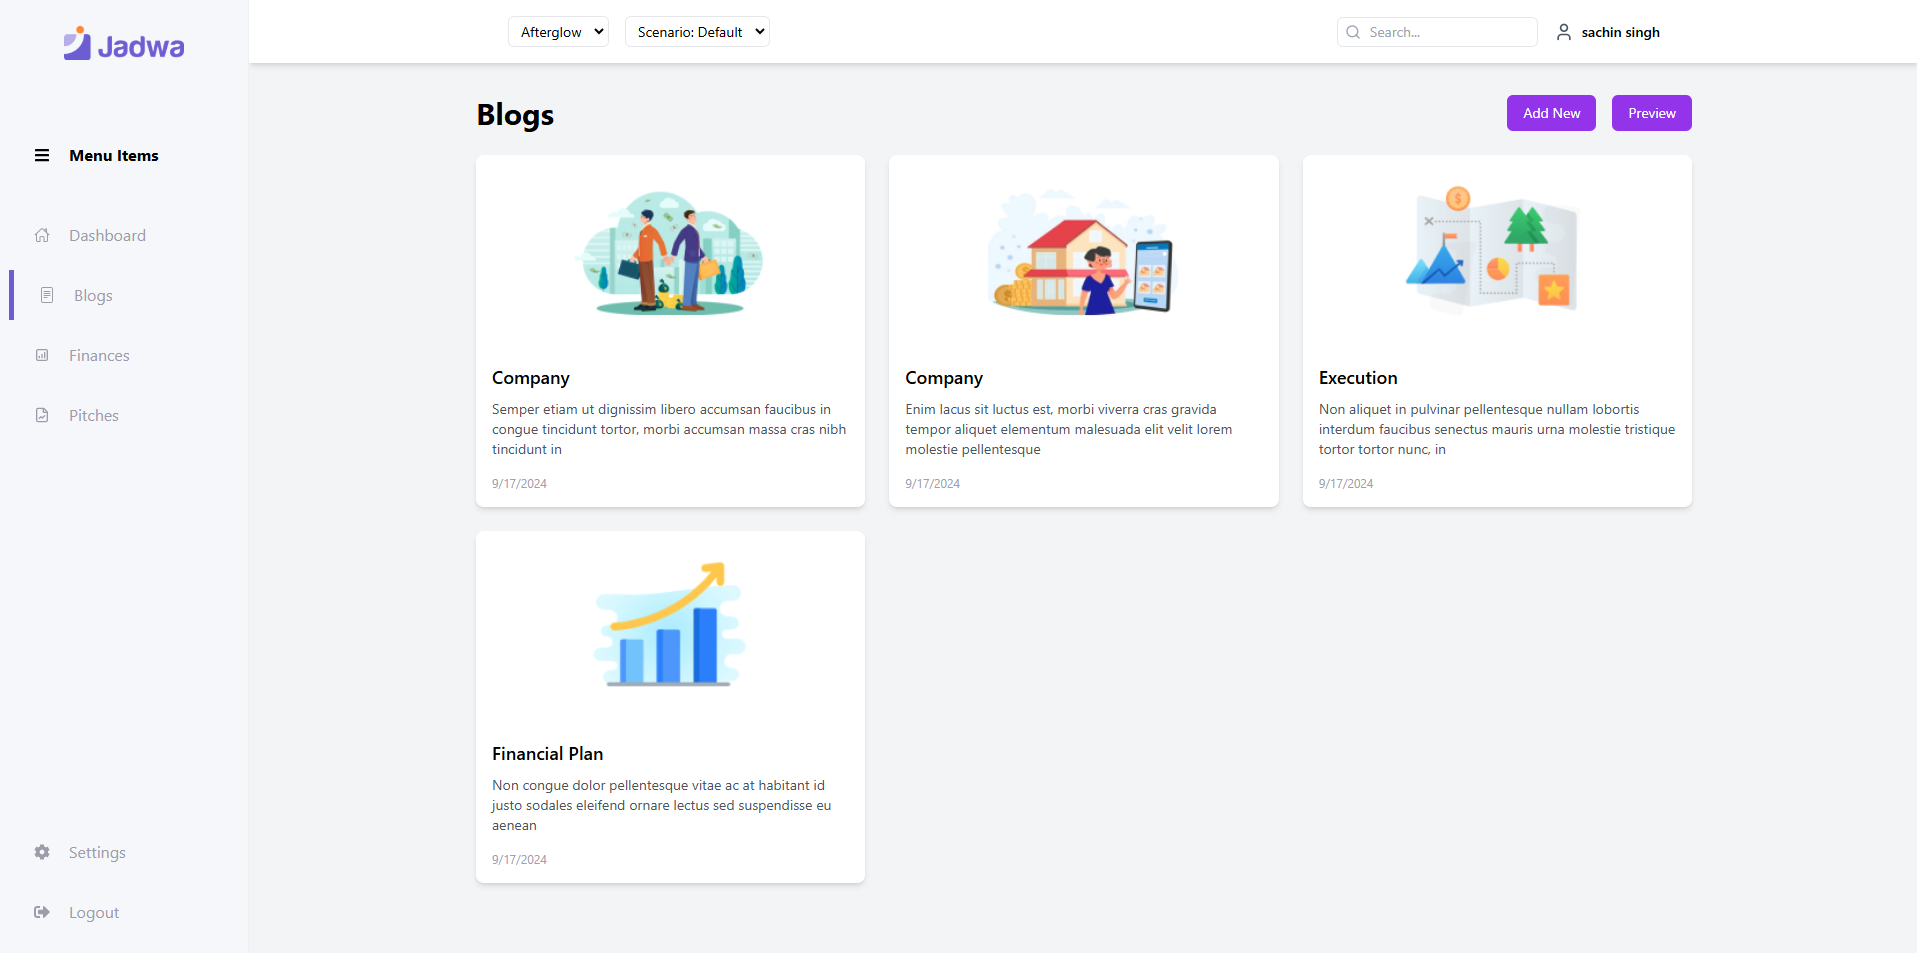 Jadwa
Menu Items
Dashboard
Blogs
Finances
Pitches
Settings
Logout
Afterglow
Scenario: Default
Search...
sachin singh
Blogs
Add New
Preview
Company
Semper etiam ut dignissim libero accumsan faucibus in
congue tincidunt tortor, morbi accumsan massa cras nibh
tincidunt in
9/17/2024
Company
Enim lacus sit luctus est, morbi viverra cras gravida
tempor aliquet elementum malesuada elit velit lorem
molestie pellentesque
9/17/2024
Execution
Non aliquet in pulvinar pellentesque nullam lobortis
interdum faucibus senectus mauris urna molestie tristique
tortor tortor nunc, in
9/17/2024
Financial Plan
Non congue dolor pellentesque vitae ac at habitant id
justo sodales eleifend ornare lectus sed suspendisse eu
aenean
9/17/2024